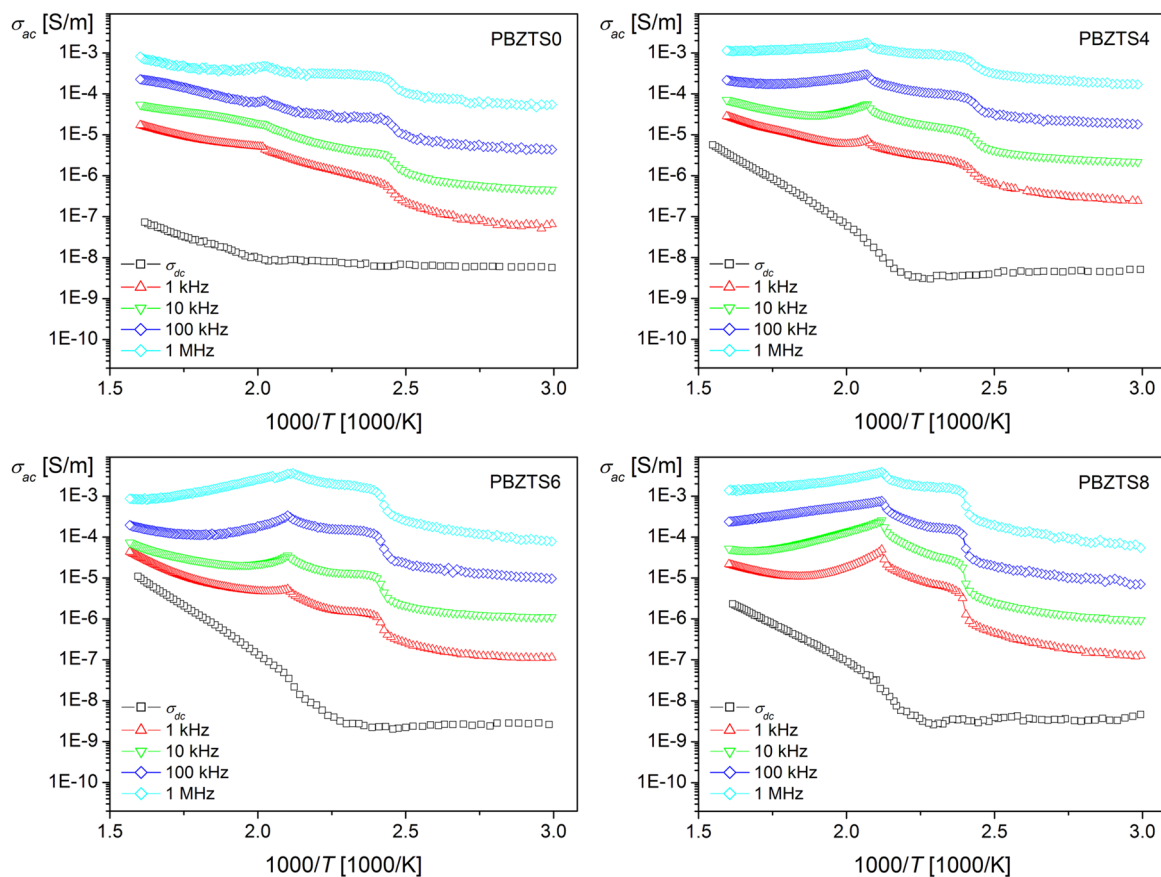 σac [S/m]
PBZTS0
1E-3
1E-4
1E-5
1E-6
1E-7
1E-8
1E-9
1E-10
σdc
1 kHz
10 kHz
100 kHz
1 MHz
1.5 2.0 2.5 3.0
1000/T [1000/K]
σac [S/m]
PBZTS4
1E-3
1E-4
1E-5
1E-6
1E-7
1E-8
1E-9
1E-10
σdc
1 kHz
10 kHz
100 kHz
1 MHz
1.5 2.0 2.5 3.0
1000/T [1000/K]
σac [S/m]
PBZTS6
1E-3
1E-4
1E-5
1E-6
1E-7
1E-8
1E-9
1E-10
σdc
1 kHz
10 kHz
100 kHz
1 MHz
1.5 2.0 2.5 3.0
1000/T [1000/K]
σac [S/m]
PBZTS8
1E-3
1E-4
1E-5
1E-6
1E-7
1E-8
1E-9
1E-10
σdc
1 kHz
10 kHz
100 kHz
1 MHz
1.5 2.0 2.5 3.0
1000/T [1000/K]